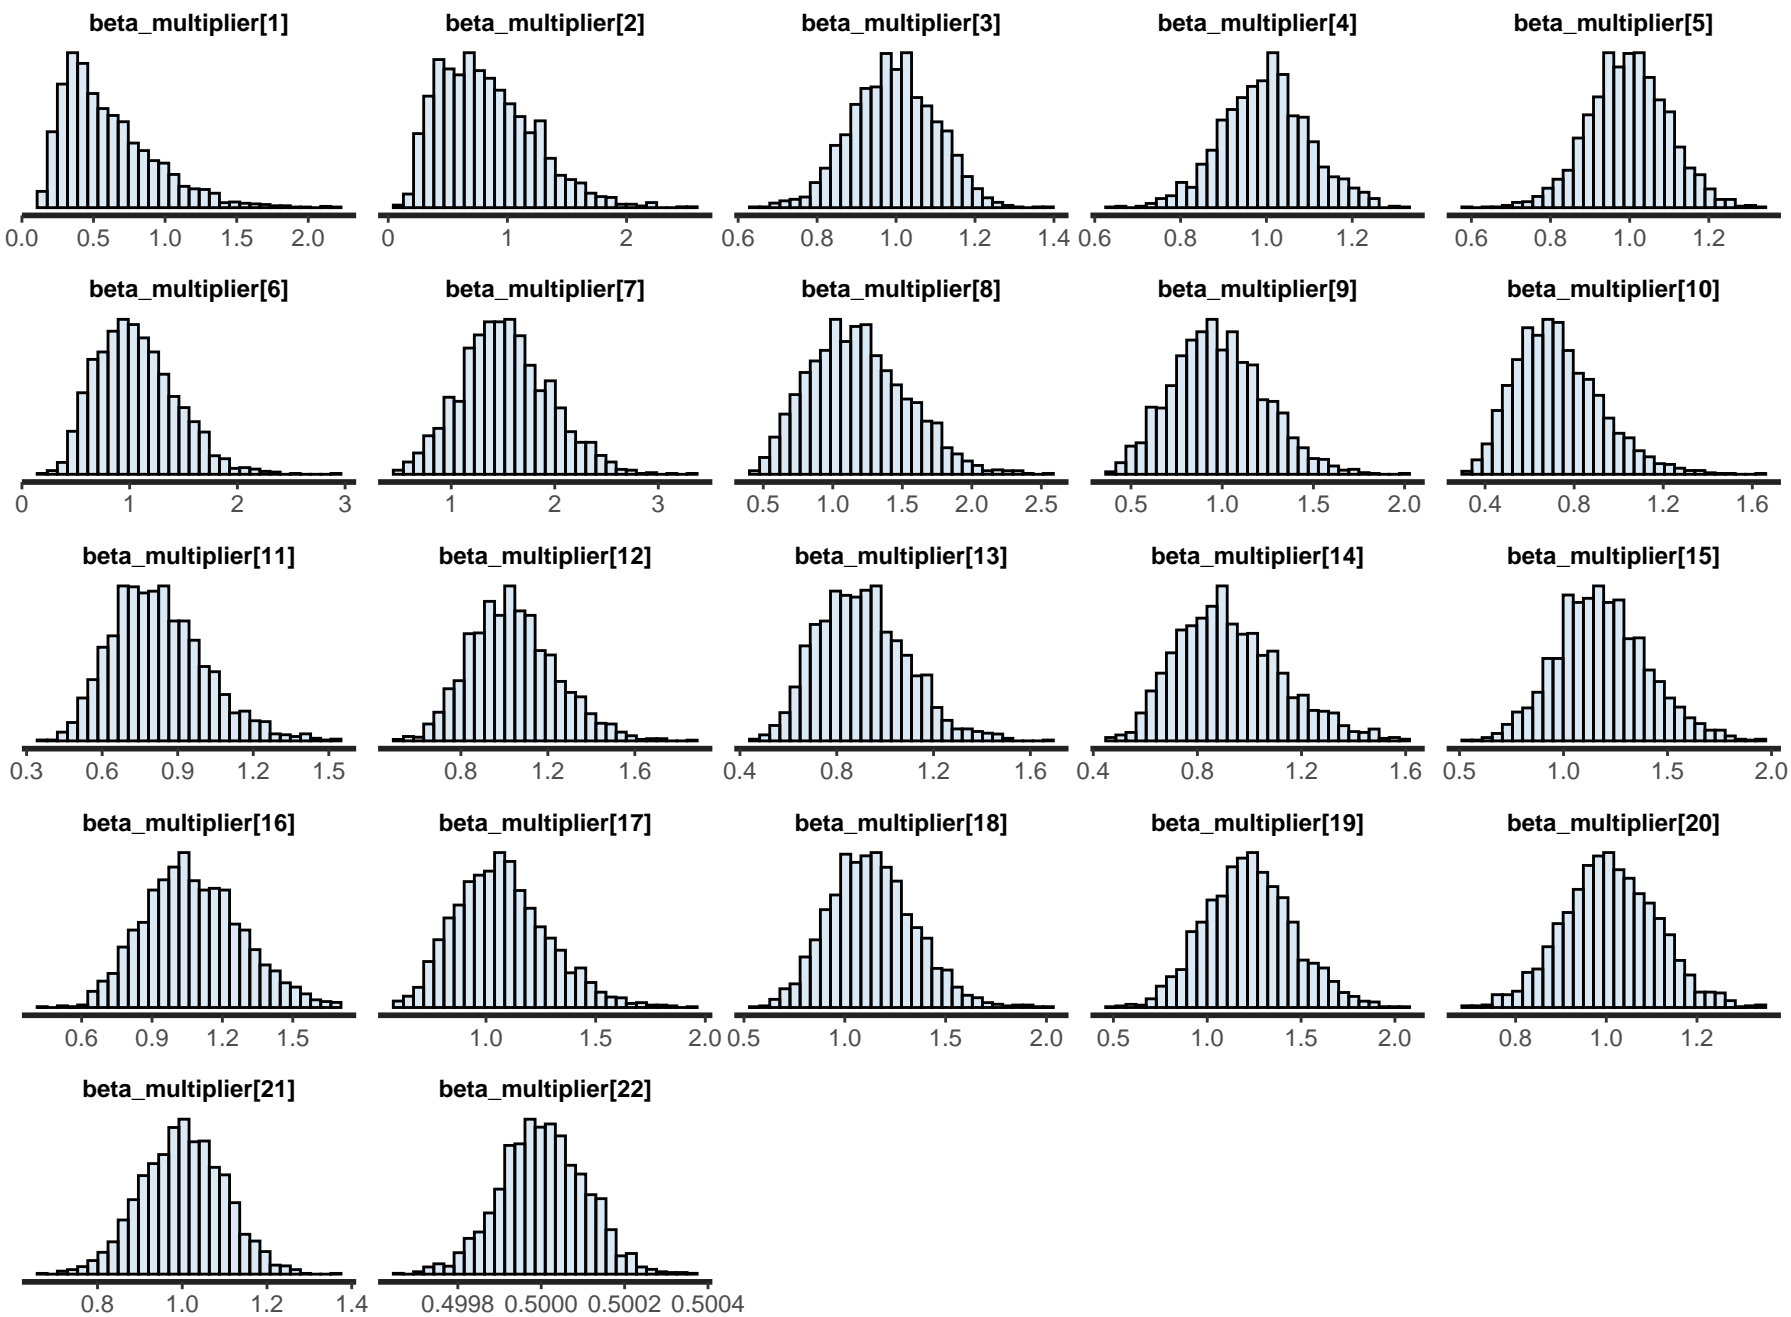 beta_multiplier[1] beta_multiplier[2] beta_multiplier[3] beta_multiplier[4] beta_multiplier[5]
0.0 0.5 1.0 1.5 2.0 0 1 2 0.6 0.8 1.0 1.2 1.4 0.6 0.8 1.0 1.2 0.6 0.8 1.0 1.2
beta_multiplier[6] beta_multiplier[7] beta_multiplier[8] beta_multiplier[9] beta_multiplier[10]
0 1 2 3 1 2 3 0.5 1.0 1.5 2.0 2.5 0.5 1.0 1.5 2.0 0.4 0.8 1.2 1.6
beta_multiplier[11] beta_multiplier[12] beta_multiplier[13] beta_multiplier[14] beta_multiplier[15]
0.3 0.6 0.9 1.2 1.5 0.8 1.2 1.6 0.4 0.8 1.2 1.6 0.4 0.8 1.2 1.6 0.5 1.0 1.5 2.0
beta_multiplier[16] beta_multiplier[17] beta_multiplier[18] beta_multiplier[19] beta_multiplier[20]
0.6 0.9 1.2 1.5 1.0 1.5 2.0 0.5 1.0 1.5 2.0 0.5 1.0 1.5 2.0 0.8 1.0 1.2
beta_multiplier[21] beta_multiplier[22]
0.8 1.0 1.2 1.4 0.4998 0.5000 0.5002 0.5004